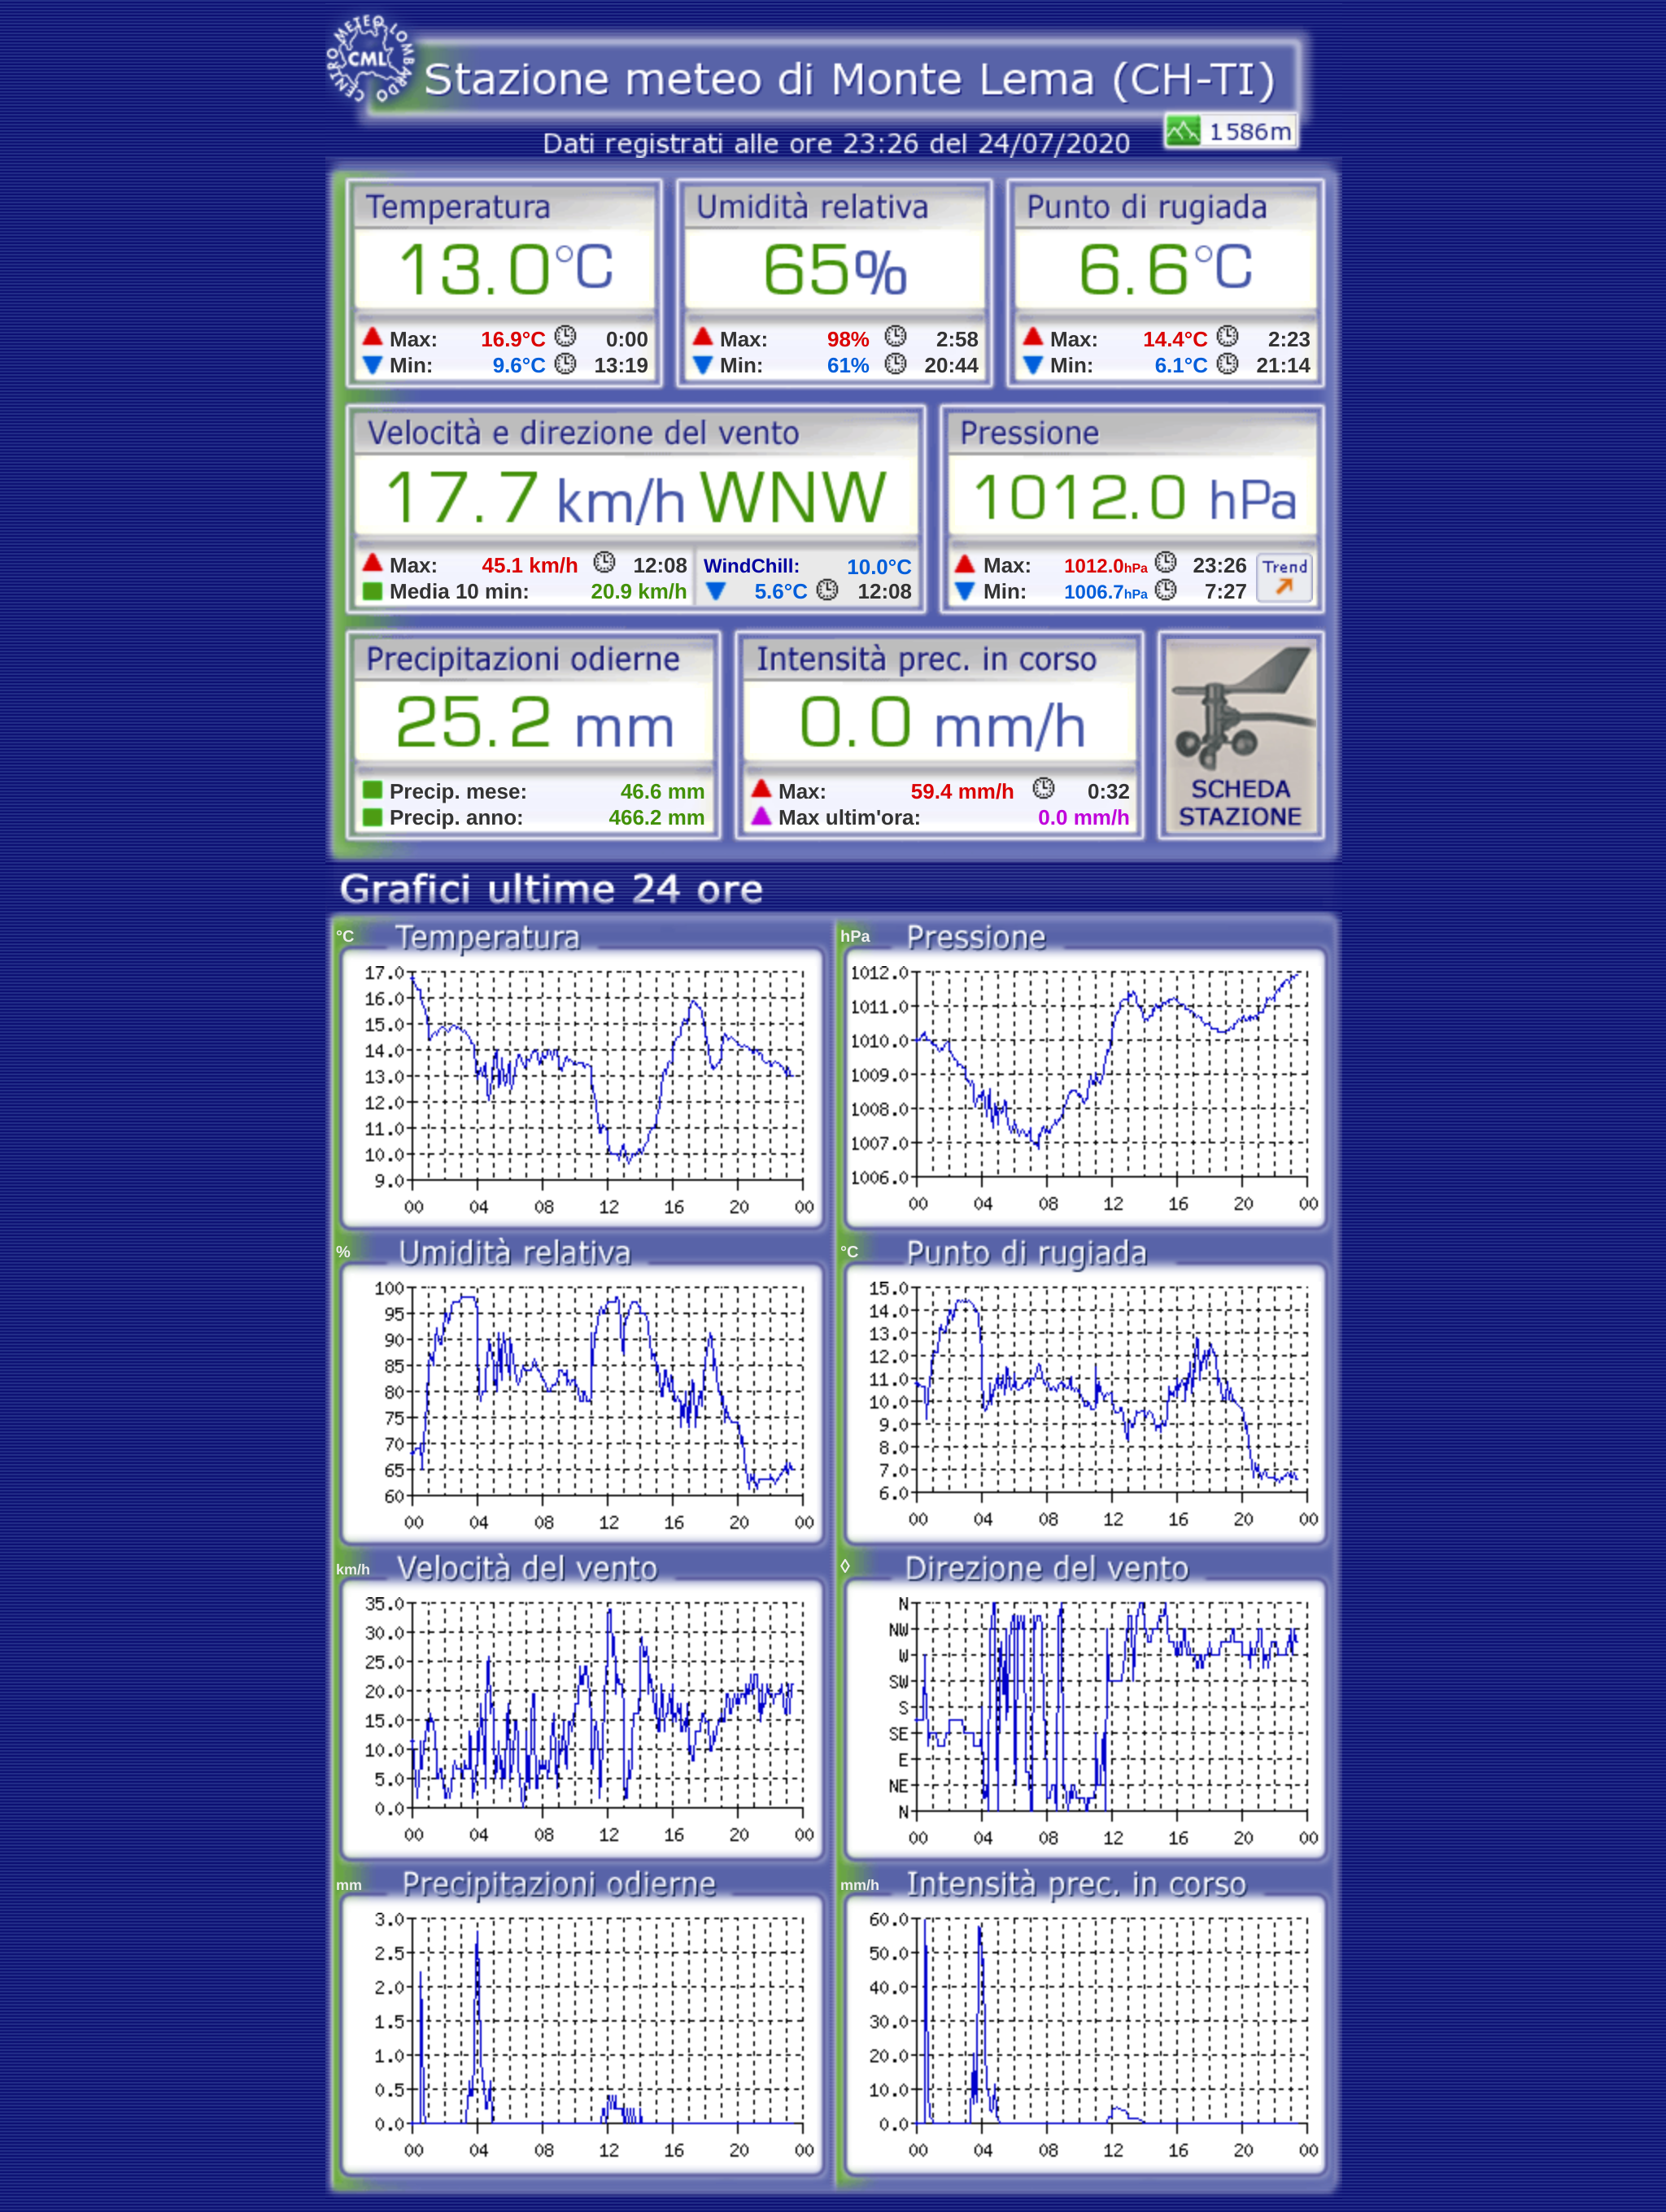 CENTRO METEO LOMBARDO
CML
Stazione meteo di Monte Lema (CH-TI)
Dati registrati alle ore 23:26 del 24/07/2020
1586m
Temperatura
13.0°C
Max: 16.9°C 0:00
Min: 9.6°C 13:19
Umidità relativa
65%
Max: 98% 2:58
Min: 61% 20:44
Punto di rugiada
6.6°C
Max: 14.4°C 2:23
Min: 6.1°C 21:14
Velocità e direzione del vento
17.7 km/h WNW
Max: 45.1 km/h 12:08
Media 10 min: 20.9 km/h
WindChill: 10.0°C
5.6°C 12:08
Pressione
1012.0 hPa
Max: 1012.0hPa 23:26
Min: 1006.7hPa 7:27
Trend
Precipitazioni odierne
25.2 mm
Precip. mese: 46.6 mm
Precip. anno: 466.2 mm
Intensità prec. in corso
0.0 mm/h
Max: 59.4 mm/h 0:32
Max ultim'ora: 0.0 mm/h
SCHEDA
STAZIONE
Grafici ultime 24 ore
°C Temperatura
17.0
16.0
15.0
14.0
13.0
12.0
11.0
10.0
9.0
00 04 08 12 16 20 00
hPa Pressione
1012.0
1011.0
1010.0
1009.0
1008.0
1007.0
1006.0
00 04 08 12 16 20 00
% Umidità relativa
100
95
90
85
80
75
70
65
60
00 04 08 12 16 20 00
°C Punto di rugiada
15.0
14.0
13.0
12.0
11.0
10.0
9.0
8.0
7.0
6.0
00 04 08 12 16 20 00
km/h Velocità del vento
35.0
30.0
25.0
20.0
15.0
10.0
5.0
0.0
00 04 08 12 16 20 00
◊ Direzione del vento
N
NW
W
SW
S
SE
E
NE
N
00 04 08 12 16 20 00
mm Precipitazioni odierne
3.0
2.5
2.0
1.5
1.0
0.5
0.0
00 04 08 12 16 20 00
mm/h Intensità prec. in corso
60.0
50.0
40.0
30.0
20.0
10.0
0.0
00 04 08 12 16 20 00